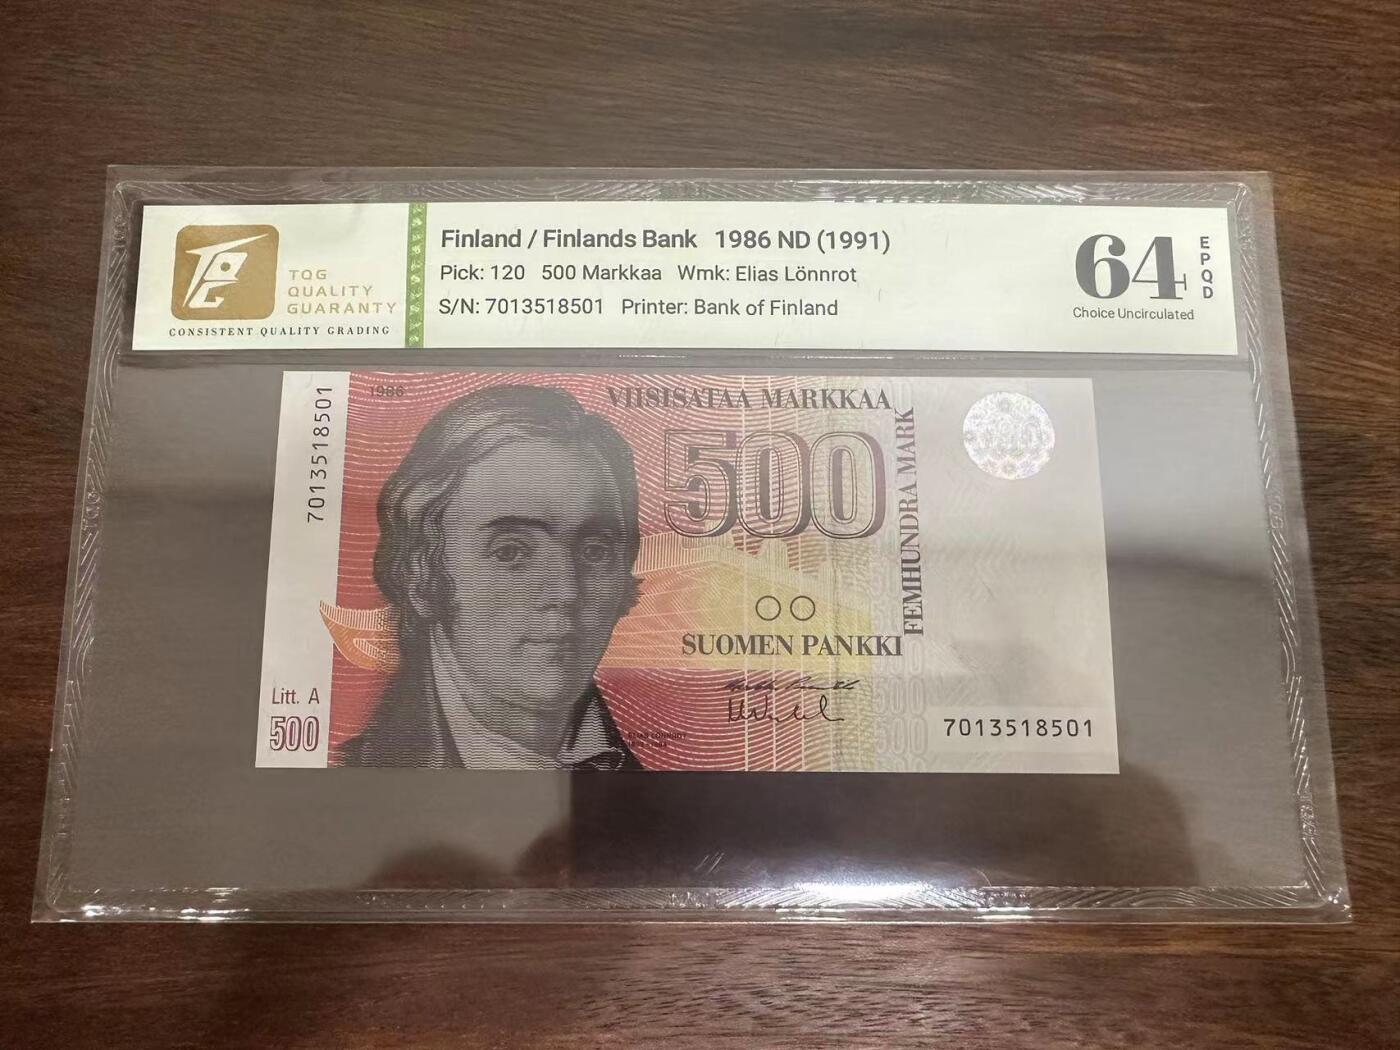 TQG
QUALITY
GUARANTY
CONSISTENT QUALITY GRADING
Finland / Finlands Bank 1986 ND (1991)
Pick: 120 500 Markkaa Wmk: Elias Lönnrot
S/N: 7013518501 Printer: Bank of Finland
64
EPQD
Choice Uncirculated
7013518501
1986
VIISISATAA MARKKAA
500
FEMHUNDRA MARK
SUOMEN PANKKI
ELIAS LÖNNROT
Litt. A
500
7013518501